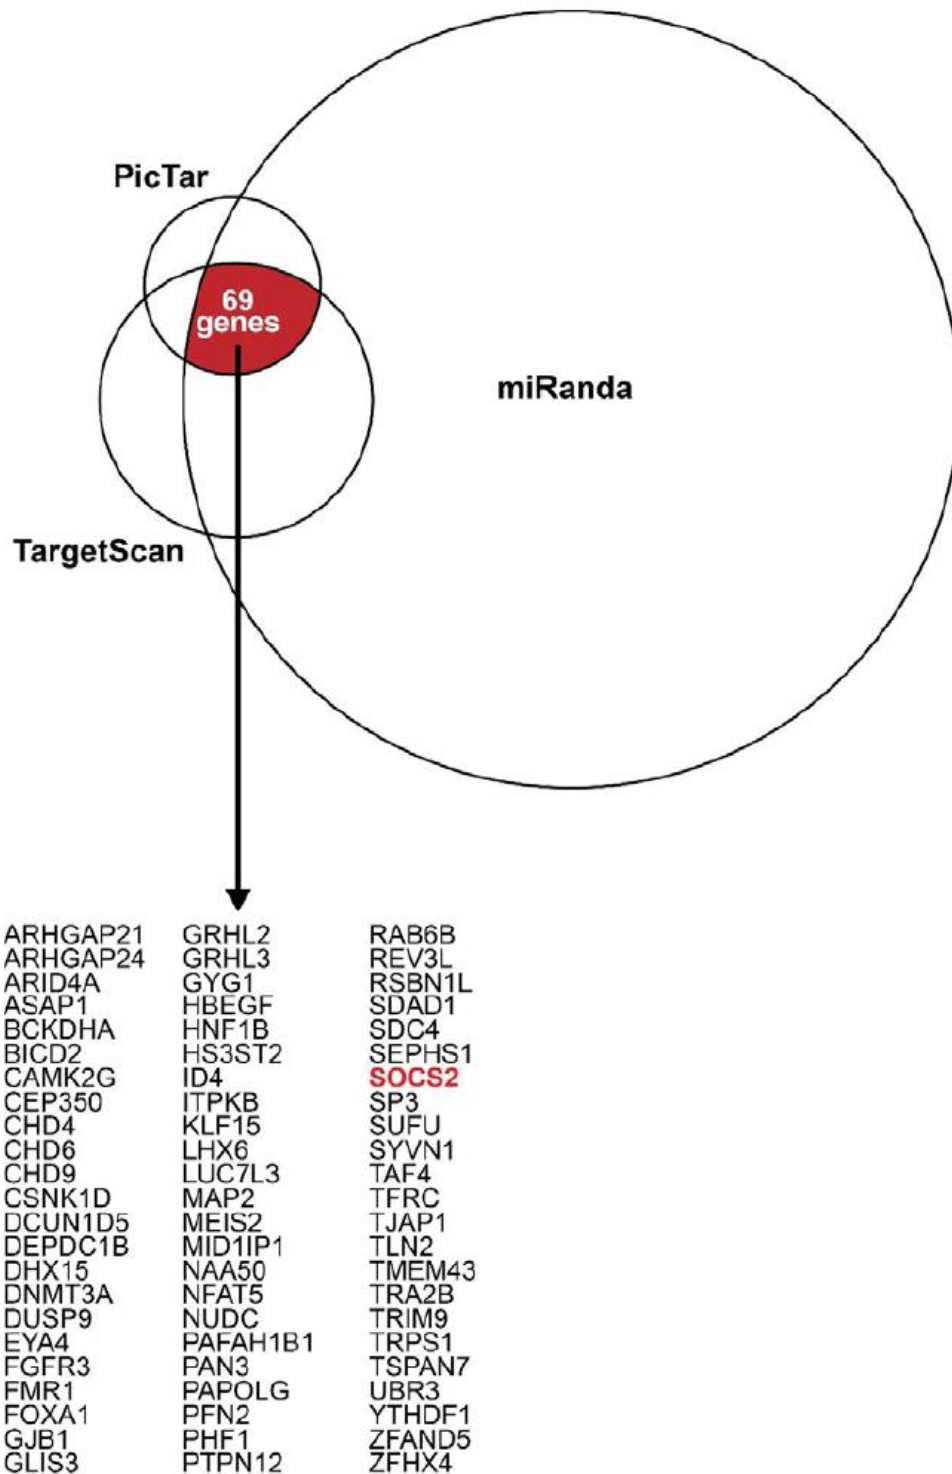 PicTar
69
genes
miRanda
TargetScan
ARHGAP21 GRHL2 RAB6B
ARHGAP24 GRHL3 REV3L
ARID4A GYG1 RSBN1L
ASAP1 HBEGF SDAD1
BCKDHA HNF1B SDC4
BICD2 HS3ST2 SEPHS1
CAMK2G ID4 SOCS2
CEP350 ITPKB SP3
CHD4 KLF15 SUFU
CHD6 LHX6 SYVN1
CHD9 LUC7L3 TAF4
CSNK1D MAP2 TFRC
DCUN1D5 MEIS2 TJAP1
DEPDC1B MID1IP1 TLN2
DHX15 NAA50 TMEM43
DNMT3A NFAT5 TRA2B
DUSP9 NUDC TRIM9
EYA4 PAFAH1B1 TRPS1
FGFR3 PAN3 TSPAN7
FMR1 PAPOLG UBR3
FOXA1 PFN2 YTHDF1
GJB1 PHF1 ZFAND5
GLIS3 PTPN12 ZFHX4